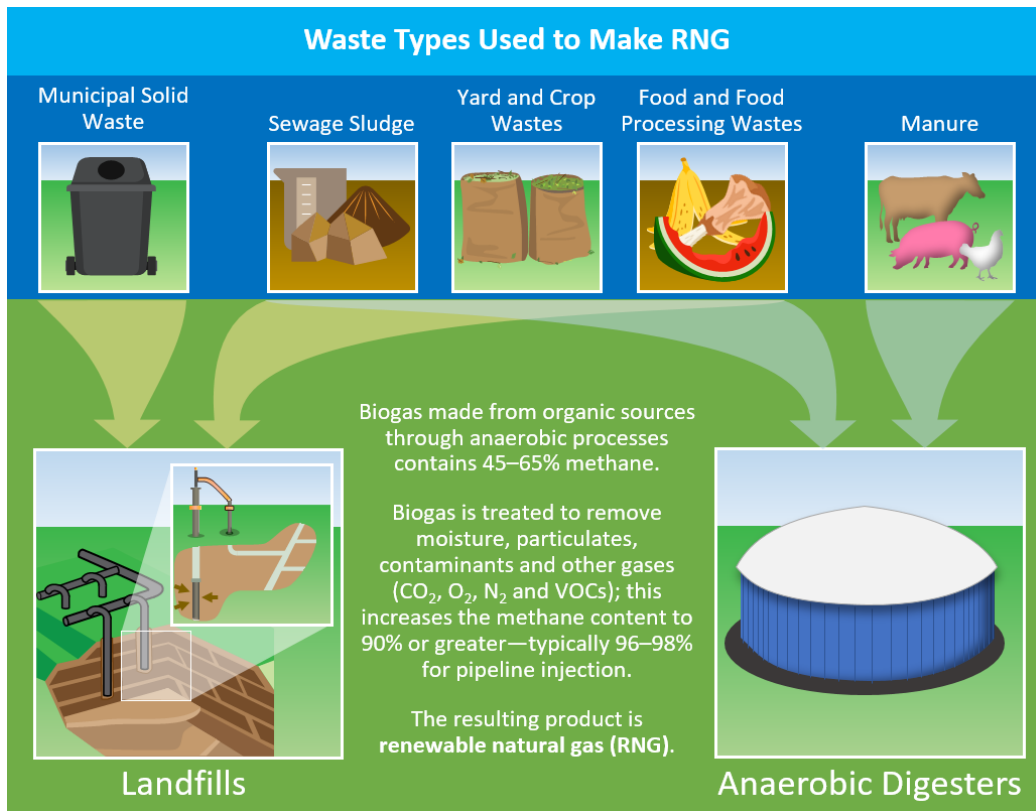 Waste Types Used to Make RNG
Municipal Solid
Waste
Sewage Sludge
Yard and Crop
Wastes
Food and Food
Processing Wastes
Manure
Biogas made from organic sources
through anaerobic processes
contains 45–65% methane.
Biogas is treated to remove
moisture, particulates,
contaminants and other gases
(CO₂, O₂, N₂ and VOCs); this
increases the methane content to
90% or greater—typically 96–98%
for pipeline injection.
The resulting product is
renewable natural gas (RNG).
Landfills
Anaerobic Digesters